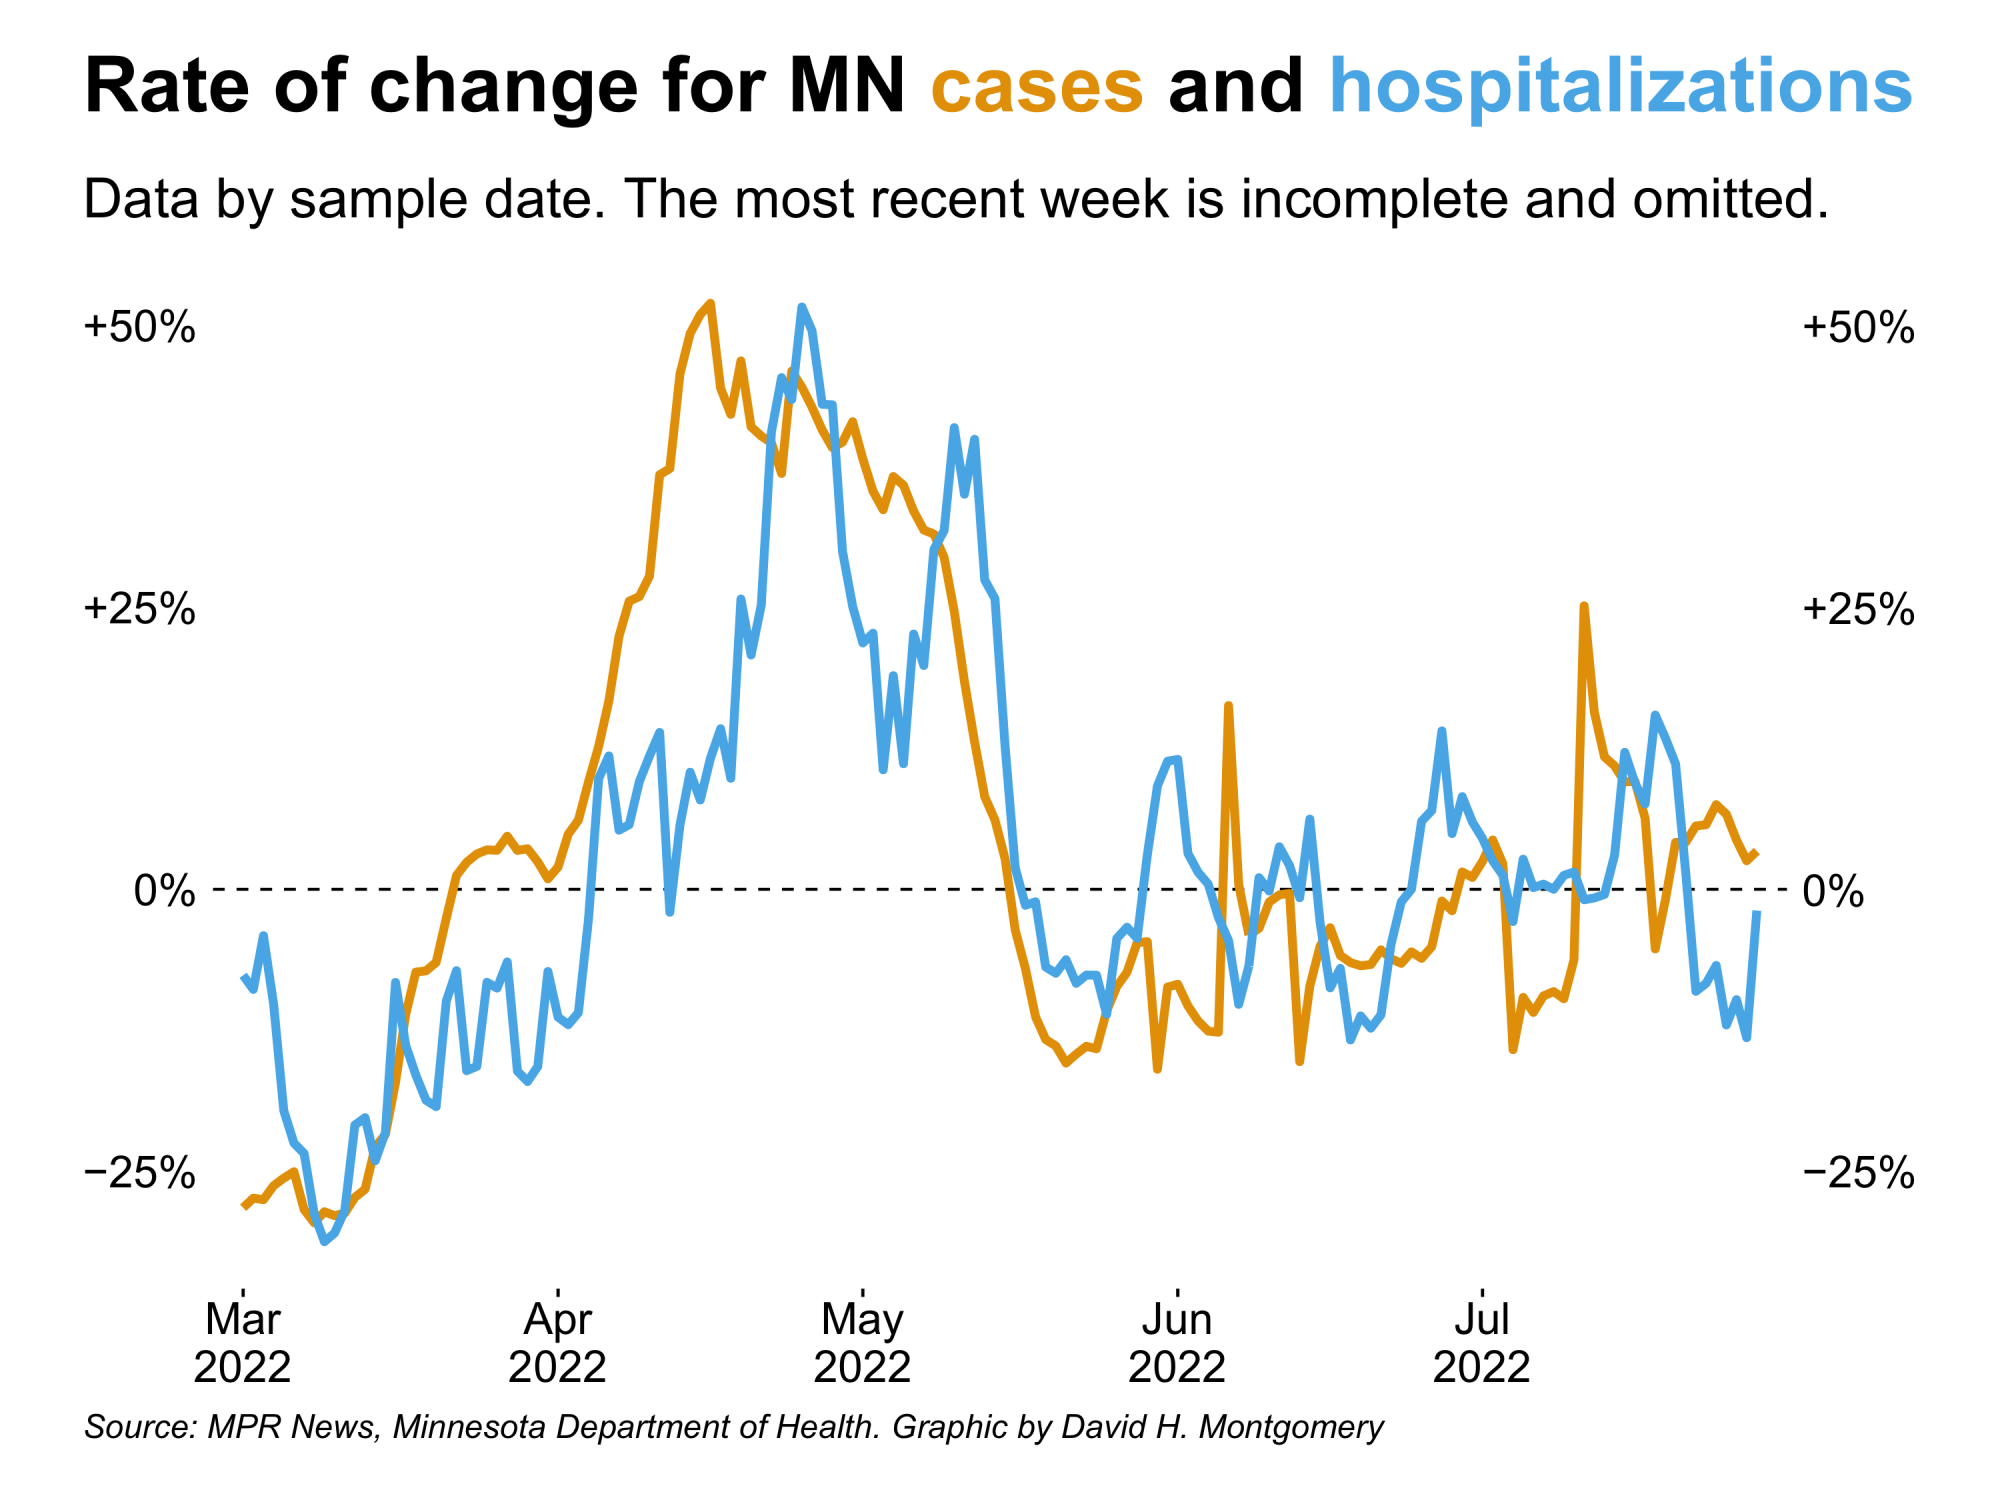 Rate of change for MN cases and hospitalizations
Data by sample date. The most recent week is incomplete and omitted.
+50% +50%
+25% +25%
0% 0%
−25% −25%
Mar Apr May Jun Jul
2022 2022 2022 2022 2022
Source: MPR News, Minnesota Department of Health. Graphic by David H. Montgomery